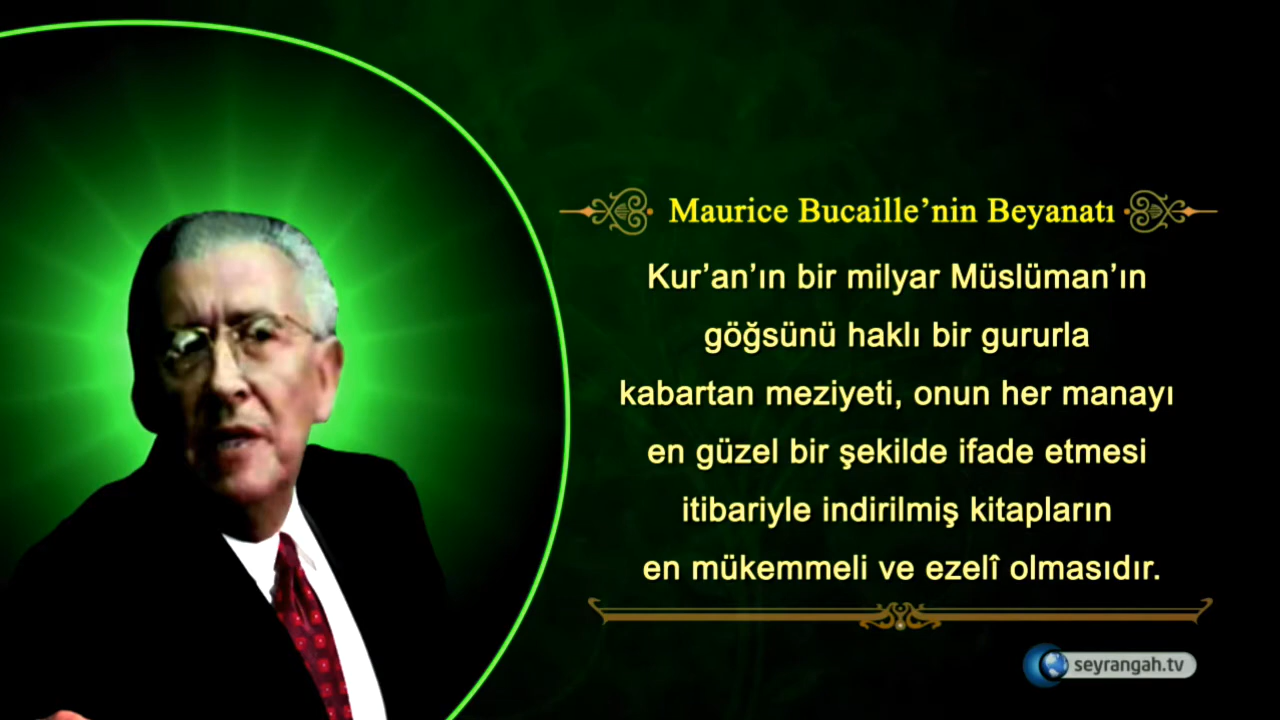 Maurice Bucaille’nin Beyanatı
Kur’an’ın bir milyar Müslüman’ın
göğsünü haklı bir gururla
kabartan meziyeti, onun her manayı
en güzel bir şekilde ifade etmesi
itibariyle indirilmiş kitapların
en mükemmeli ve ezelî olmasıdır.
seyrangah.tv